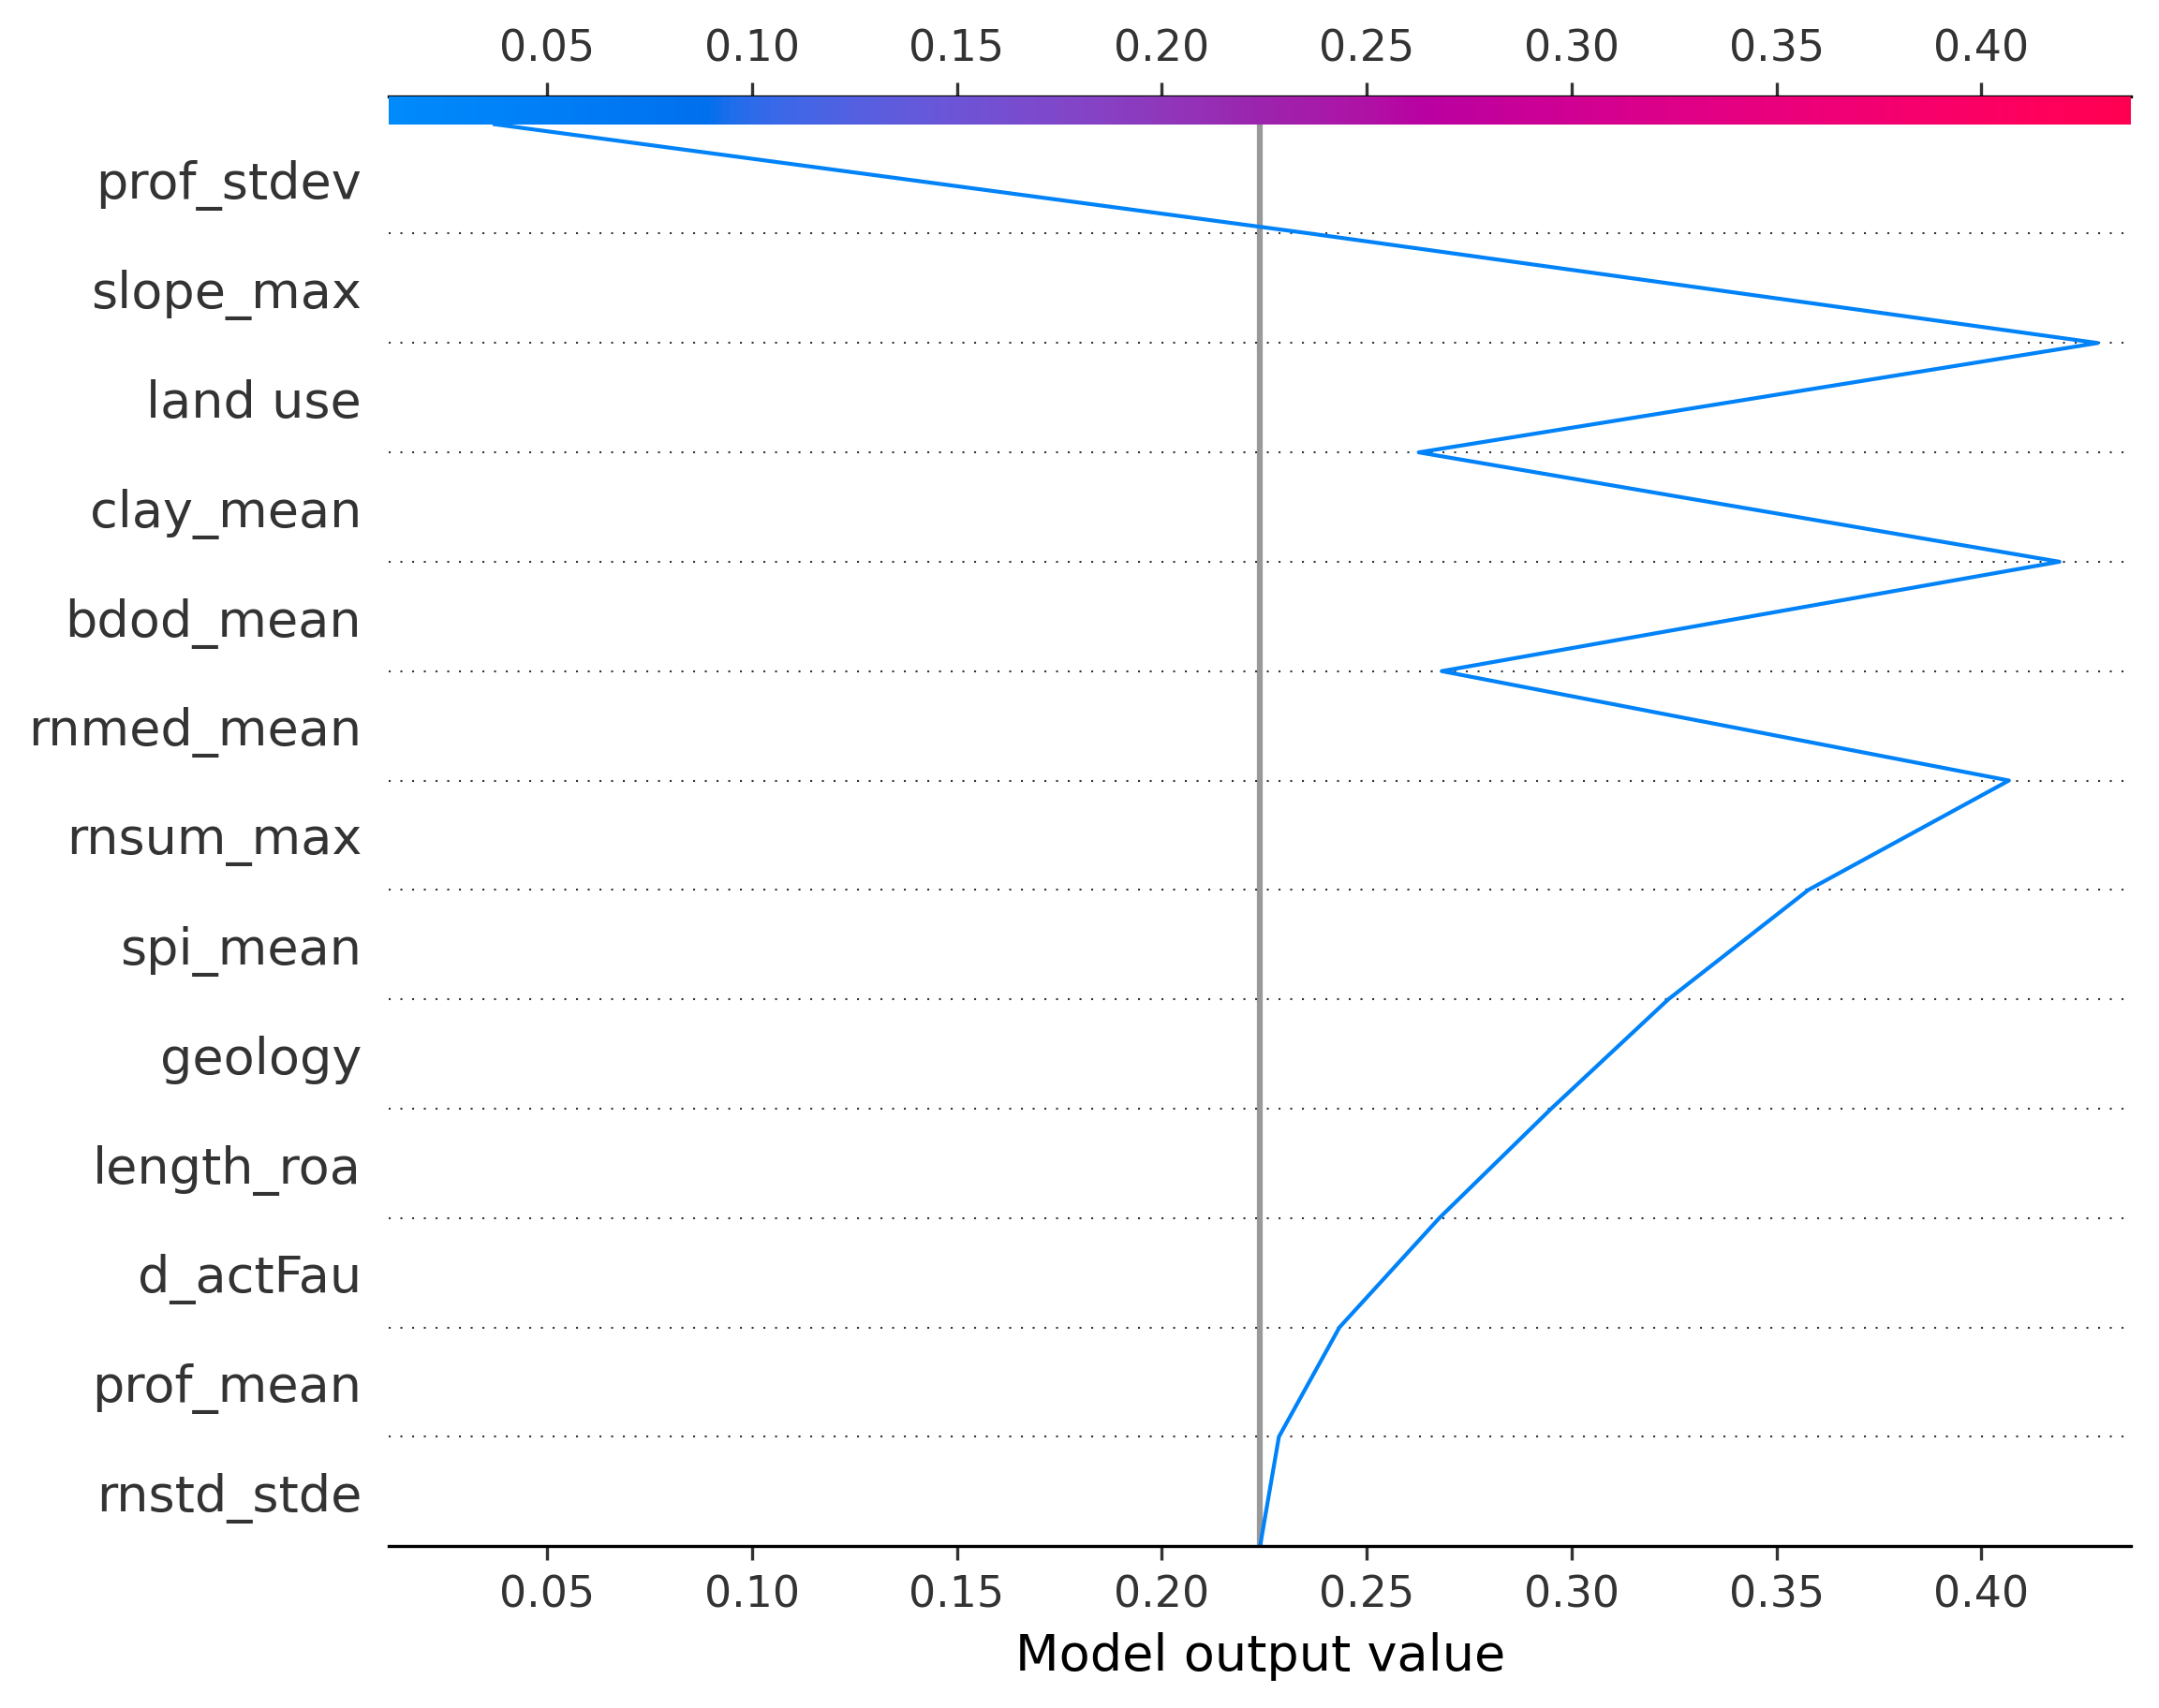 0.05 0.10 0.15 0.20 0.25 0.30 0.35 0.40
prof_stdev
slope_max
land use
clay_mean
bdod_mean
rnmed_mean
rnsum_max
spi_mean
geology
length_roa
d_actFau
prof_mean
rnstd_stde
0.05 0.10 0.15 0.20 0.25 0.30 0.35 0.40
Model output value